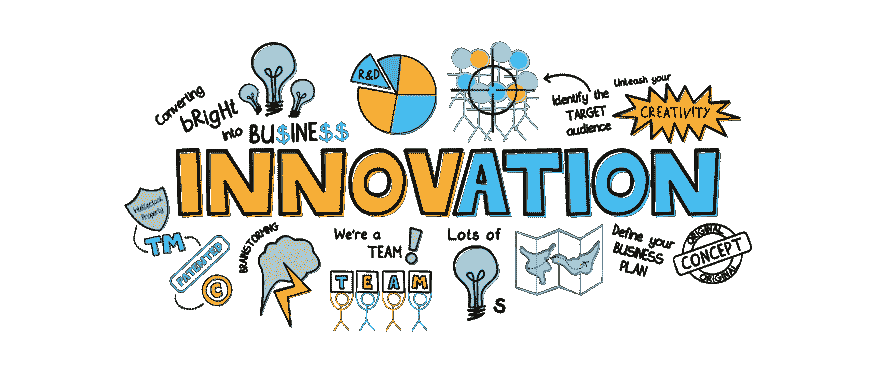 Converting
bRigHt
into BU$INE$$
R&D
Identify the
TARGET
audience
Unleash your
CREATIVITY
INNOVATION
Intellectual
Property
TM
PATENTED
C
BRAINSTORMING
We're a
TEAM!
TEAM
Lots of
s
Define your
BUSINESS
PLAN
ORIGINAL
CONCEPT
ORIGINAL